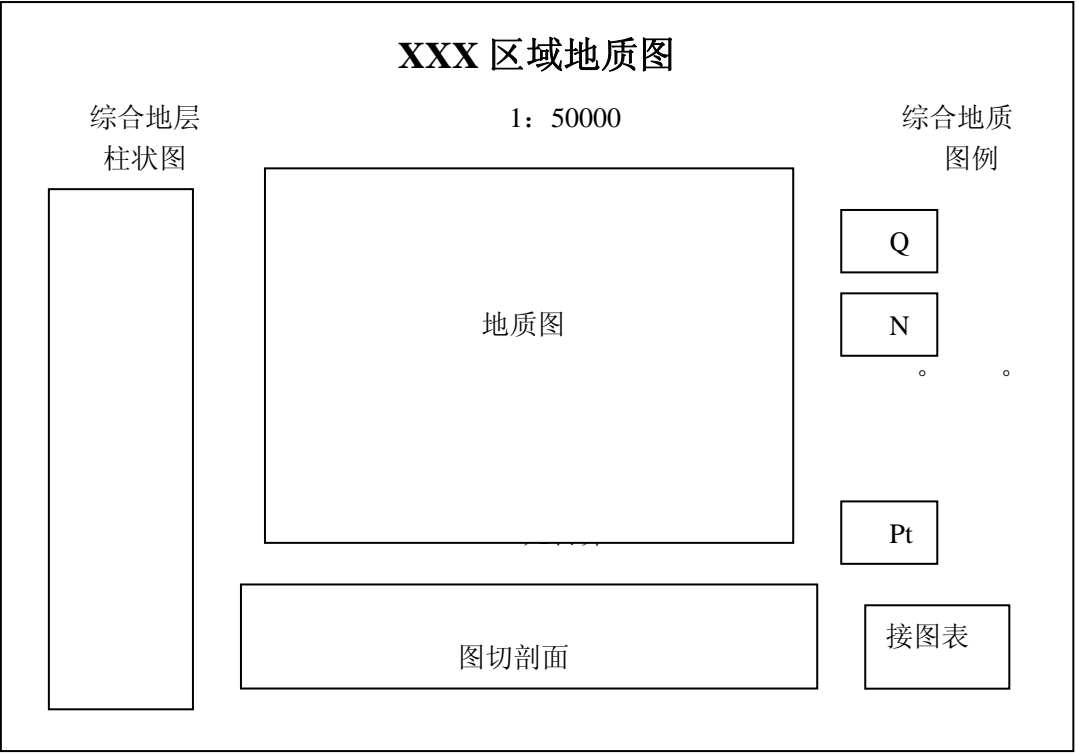 XXX 区域地质图
综合地层
柱状图
1：50000
综合地质
图例
Q
N
。 。
地质图
Pt
图切剖面
接图表